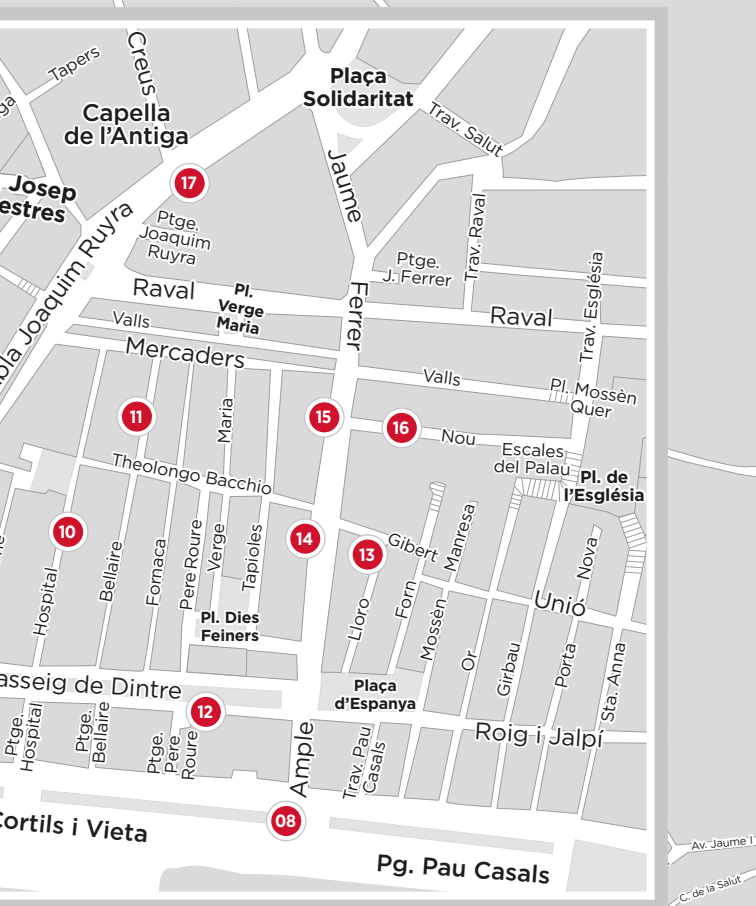 Tapers
Creus
Capella
de l'Antiga
Plaça
Solidaritat
Trav. Salut
Josep
estres
17
Jaume
Ptge.
Joaquim
Ruyra
Joaquim Ruyra
Ptge.
J. Ferrer
Trav. Raval
Trav. Església
Raval
Pl.
Verge
Maria
Ferrer
Raval
Valls
Mercaders
Valls
Pl. Mossèn
Quer
11
Maria
15
16
Nou
Escales
del Palau
Pl. de
l'Església
Theolongo Bacchio
10
14
13
Gibert
Manresa
Nova
Hospital
Bellaire
Fornaca
Pere Roure
Verge
Tapioles
Pl. Dies
Feiners
Lloro
Forn
Mossèn
Or
Girbau
Unió
Porta
Sta. Anna
asseig de Dintre
12
Plaça
d'Espanya
Roig i Jalpí
Ptge.
Hospital
Ptge.
Bellaire
Ptge.
Pere
Roure
Ample
Trav. Pau
Casals
08
Cortils i Vieta
Pg. Pau Casals
Av. Jaume I
C. de la Salut